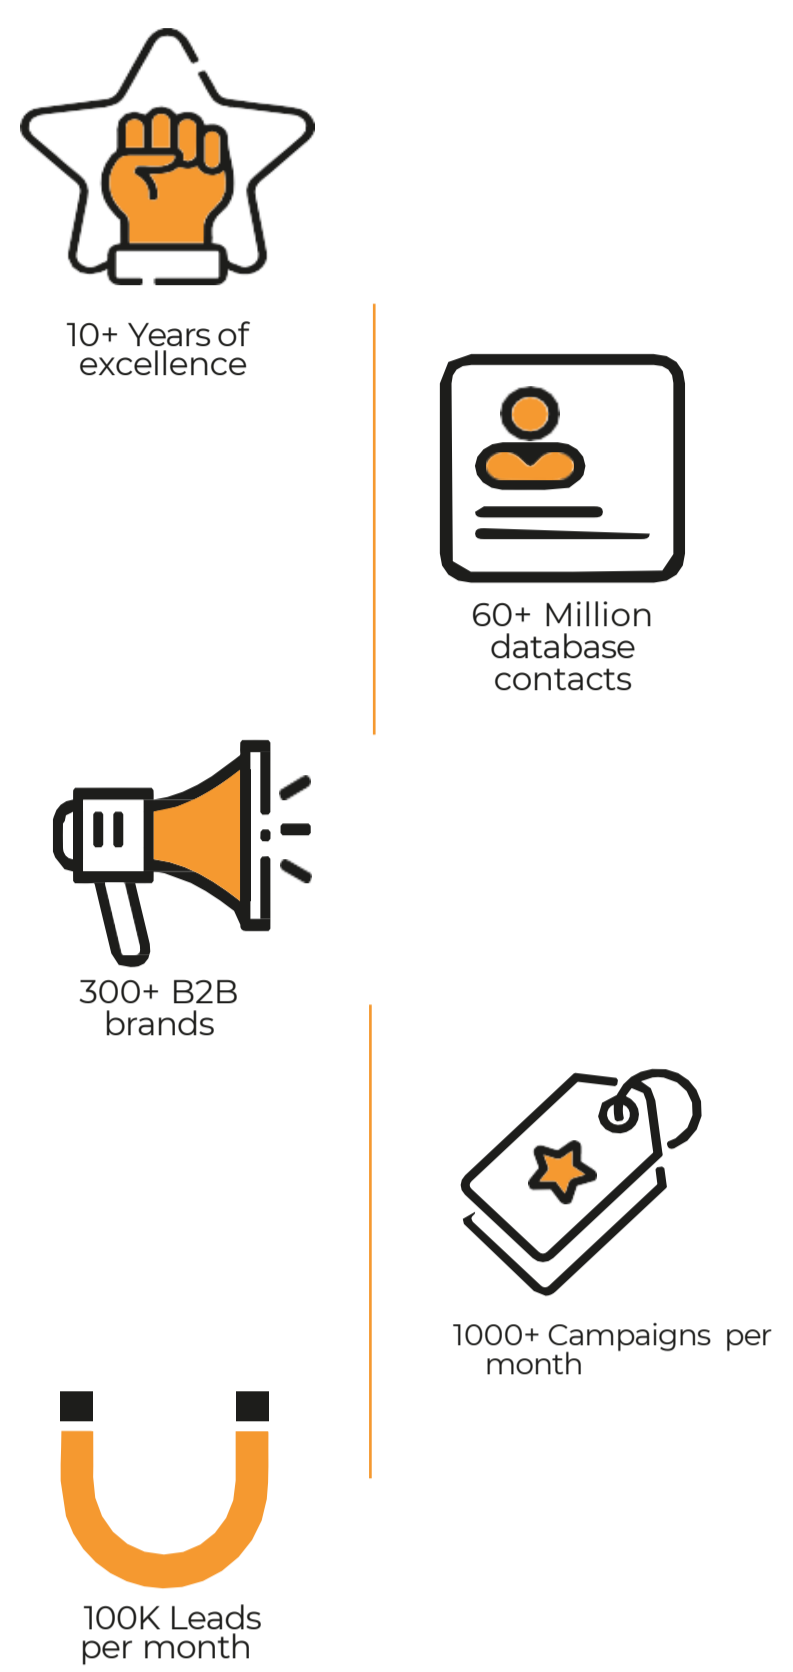 10+ Years of
excellence
60+ Million
database
contacts
300+ B2B
brands
1000+ Campaigns per
month
100K Leads
per month